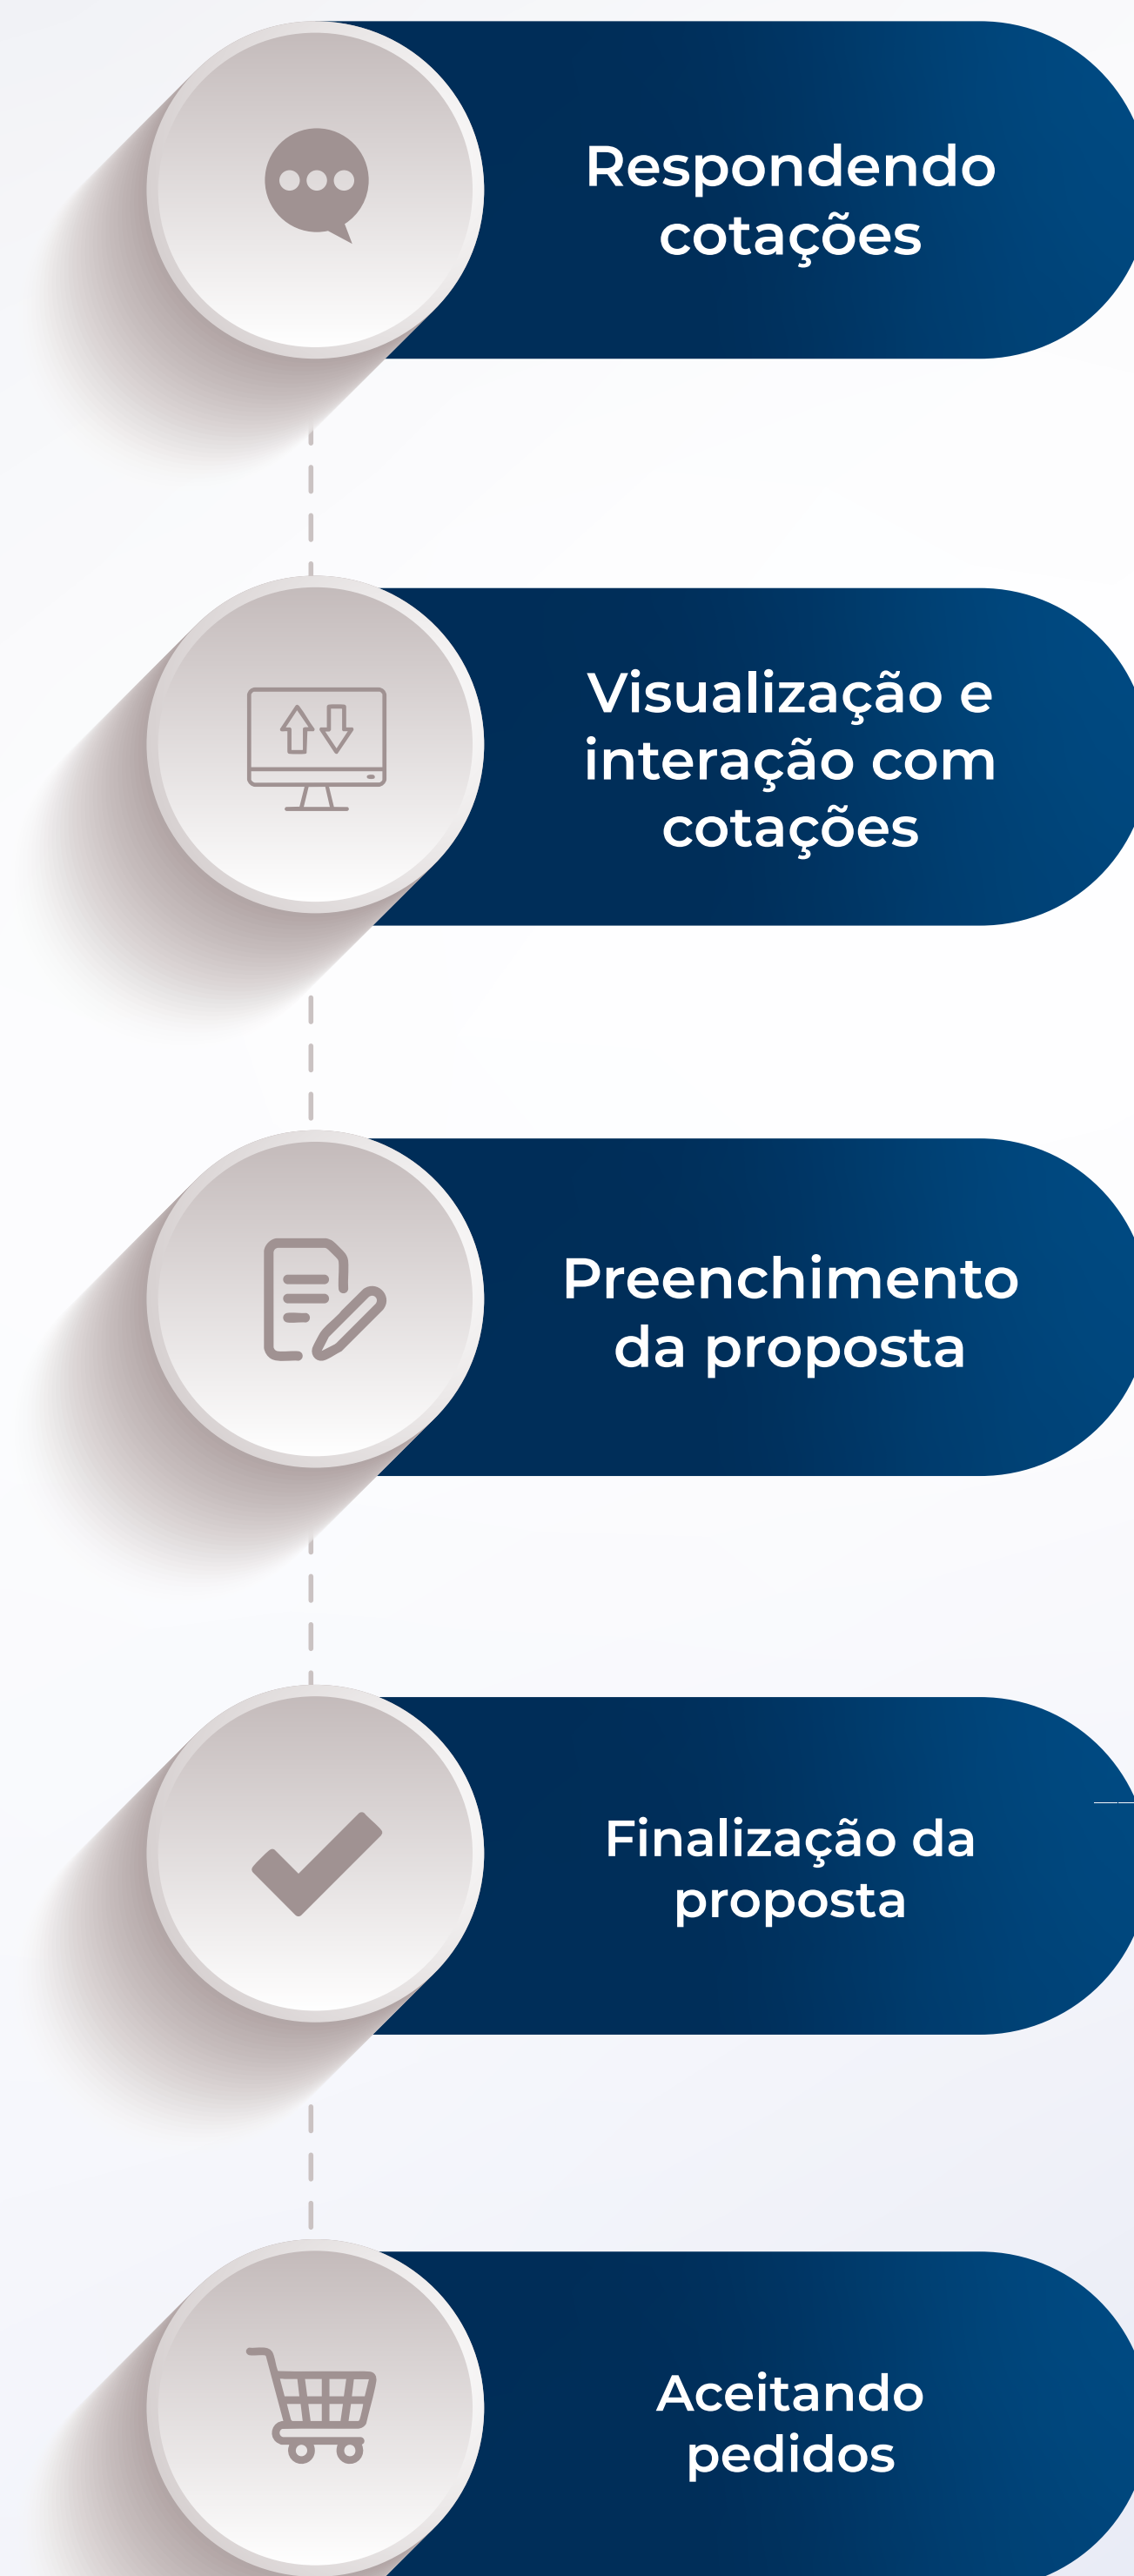 Respondendo
cotações
Visualização e
interação com
cotações
Preenchimento
da proposta
Finalização da
proposta
Aceitando
pedidos